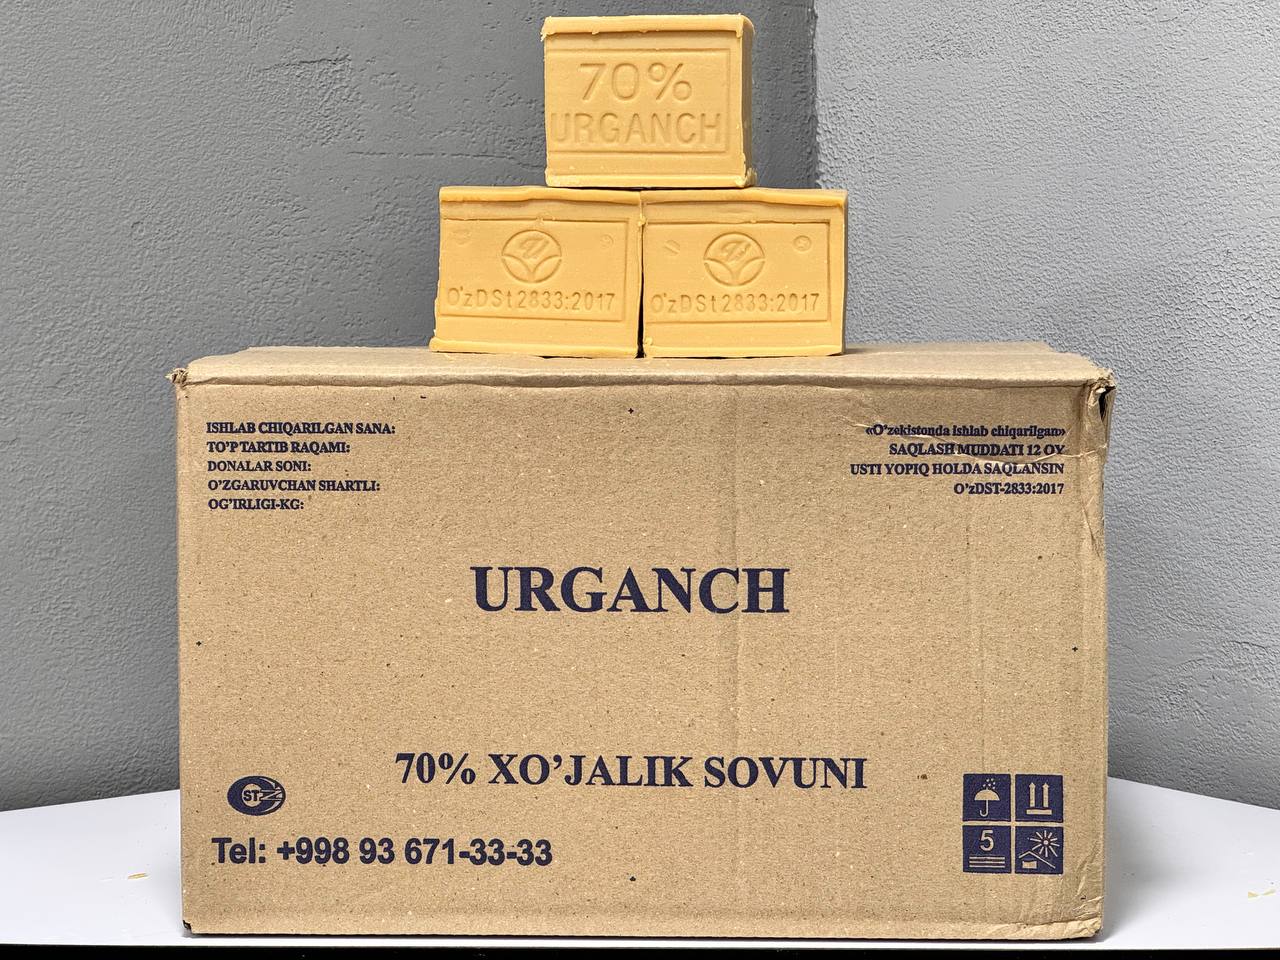 70%
URGANCH
O'zDSt2833:2017
O'zDSt2833:2017
ISHLAB CHIQARILGAN SANA:
TO'P TARTIB RAQAMI:
DONALAR SONI:
O'ZGARUVCHAN SHARTLI:
OG'IRLIGI-KG:
«O'zekistonda ishlab chiqarilgan»
SAQLASH MUDDATI 12 OY
USTI YOPIQ HOLDA SAQLANSIN
O'zDST-2833:2017
URGANCH
70% XO'JALIK SOVUNI
Tel: +998 93 671-33-33
5